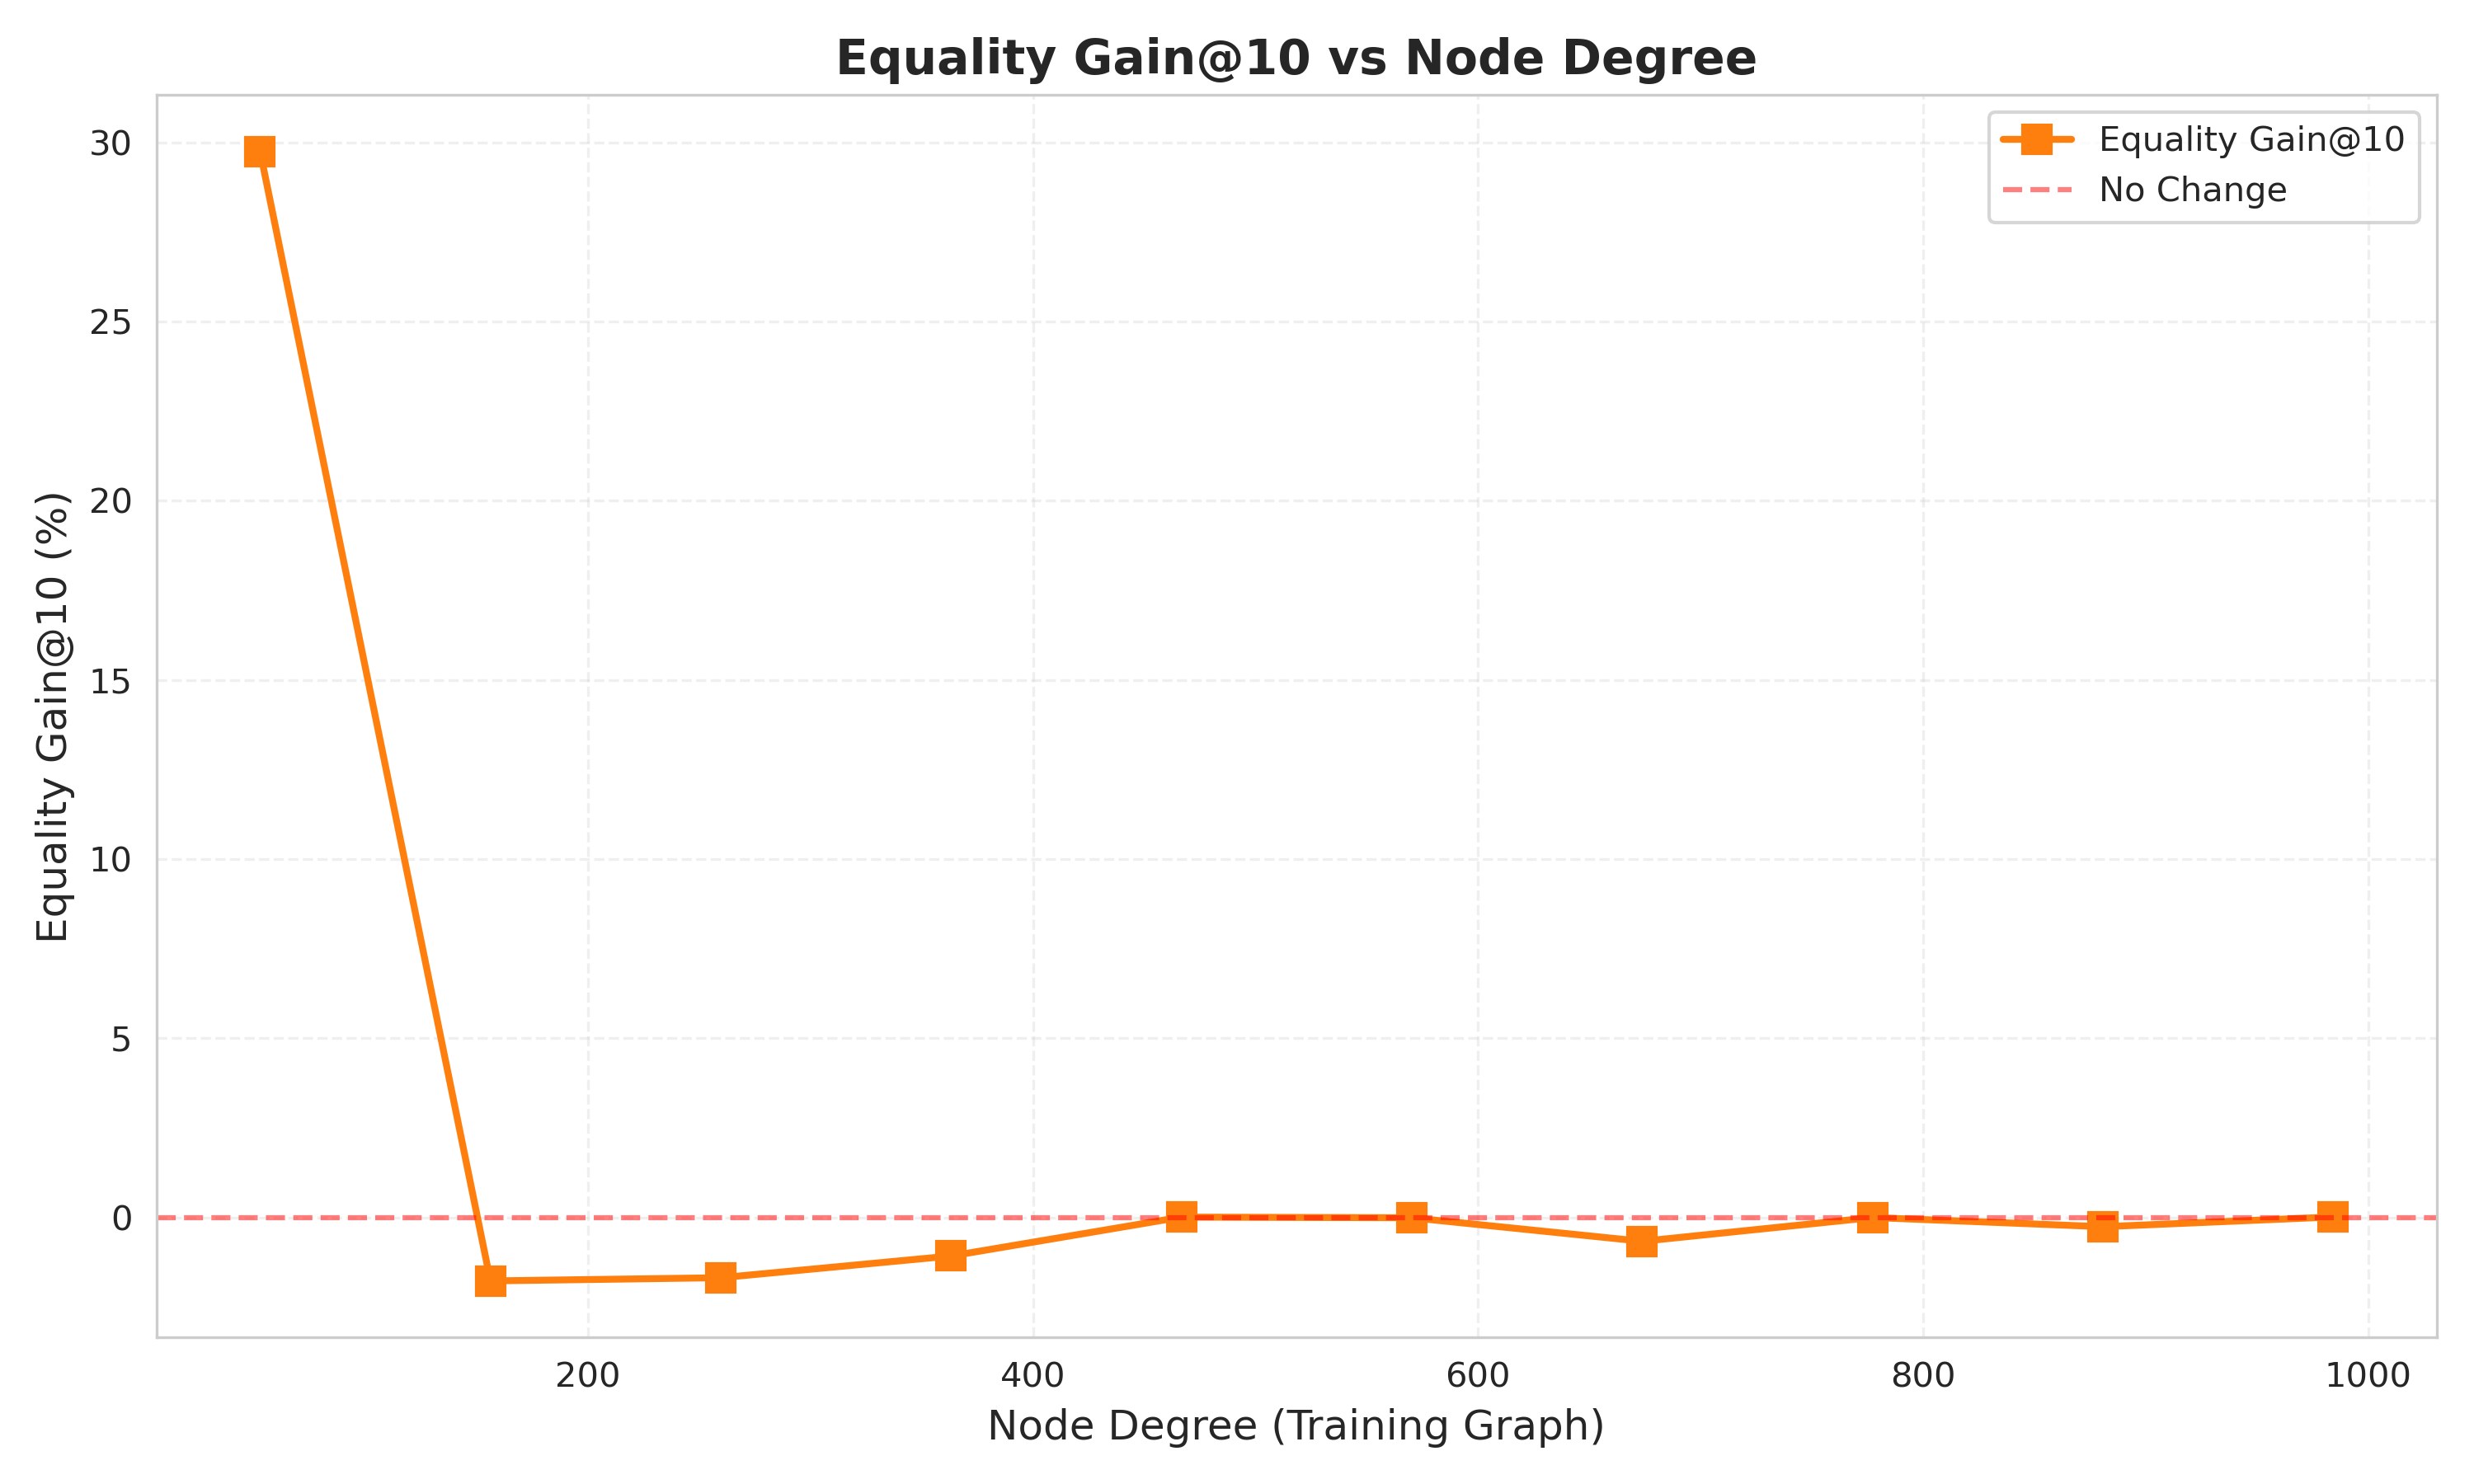 Equality Gain@10 vs Node Degree
Equality Gain@10
No Change
Equality Gain@10 (%)
30
25
20
15
10
5
0
200
400
600
800
1000
Node Degree (Training Graph)